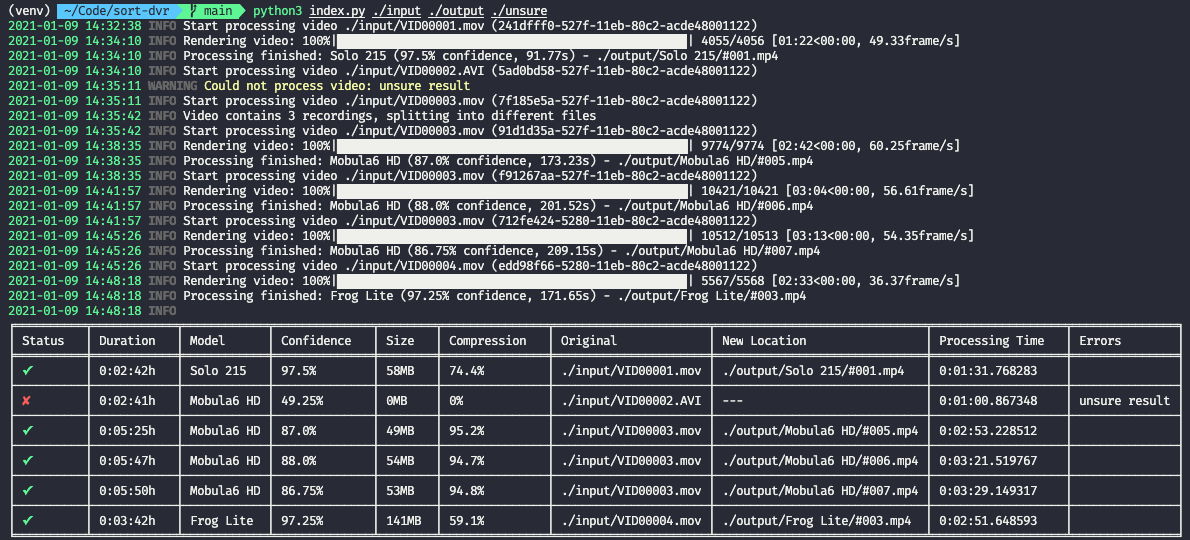 (venv) ~/Code/sort-dvr main python3 index.py ./input ./output ./unsure
2021-01-09 14:32:38 INFO Start processing video ./input/VID00001.mov (241dfff0-527f-11eb-80c2-acde48001122)
2021-01-09 14:34:10 INFO Rendering video: 100%| | 4055/4056 [01:22<00:00, 49.33frame/s]
2021-01-09 14:34:10 INFO Processing finished: Solo 215 (97.5% confidence, 91.77s) - ./output/Solo 215/#001.mp4
2021-01-09 14:34:10 INFO Start processing video ./input/VID00002.AVI (5ad0bd58-527f-11eb-80c2-acde48001122)
2021-01-09 14:35:11 WARNING Could not process video: unsure result
2021-01-09 14:35:11 INFO Start processing video ./input/VID00003.mov (7f185e5a-527f-11eb-80c2-acde48001122)
2021-01-09 14:35:42 INFO Video contains 3 recordings, splitting into different files
2021-01-09 14:35:42 INFO Start processing video ./input/VID00003.mov (91d1d35a-527f-11eb-80c2-acde48001122)
2021-01-09 14:38:35 INFO Rendering video: 100%| | 9774/9774 [02:42<00:00, 60.25frame/s]
2021-01-09 14:38:35 INFO Processing finished: Mobula6 HD (87.0% confidence, 173.23s) - ./output/Mobula6 HD/#005.mp4
2021-01-09 14:38:35 INFO Start processing video ./input/VID00003.mov (f91267aa-527f-11eb-80c2-acde48001122)
2021-01-09 14:41:57 INFO Rendering video: 100%| | 10421/10421 [03:04<00:00, 56.61frame/s]
2021-01-09 14:41:57 INFO Processing finished: Mobula6 HD (88.0% confidence, 201.52s) - ./output/Mobula6 HD/#006.mp4
2021-01-09 14:41:57 INFO Start processing video ./input/VID00003.mov (712fe424-5280-11eb-80c2-acde48001122)
2021-01-09 14:45:26 INFO Rendering video: 100%| | 10512/10513 [03:13<00:00, 54.35frame/s]
2021-01-09 14:45:26 INFO Processing finished: Mobula6 HD (86.75% confidence, 209.15s) - ./output/Mobula6 HD/#007.mp4
2021-01-09 14:45:26 INFO Start processing video ./input/VID00004.mov (edd98f66-5280-11eb-80c2-acde48001122)
2021-01-09 14:48:18 INFO Rendering video: 100%| | 5567/5568 [02:33<00:00, 36.37frame/s]
2021-01-09 14:48:18 INFO Processing finished: Frog Lite (97.25% confidence, 171.65s) - ./output/Frog Lite/#003.mp4
2021-01-09 14:48:18 INFO
Status Duration Model Confidence Size Compression Original New Location Processing Time Errors
✔ 0:02:42h Solo 215 97.5% 58MB 74.4% ./input/VID00001.mov ./output/Solo 215/#001.mp4 0:01:31.768283
✘ 0:02:41h Mobula6 HD 49.25% 0MB 0% ./input/VID00002.AVI --- 0:01:00.867348 unsure result
✔ 0:05:25h Mobula6 HD 87.0% 49MB 95.2% ./input/VID00003.mov ./output/Mobula6 HD/#005.mp4 0:02:53.228512
✔ 0:05:47h Mobula6 HD 88.0% 54MB 94.7% ./input/VID00003.mov ./output/Mobula6 HD/#006.mp4 0:03:21.519767
✔ 0:05:50h Mobula6 HD 86.75% 53MB 94.8% ./input/VID00003.mov ./output/Mobula6 HD/#007.mp4 0:03:29.149317
✔ 0:03:42h Frog Lite 97.25% 141MB 59.1% ./input/VID00004.mov ./output/Frog Lite/#003.mp4 0:02:51.648593